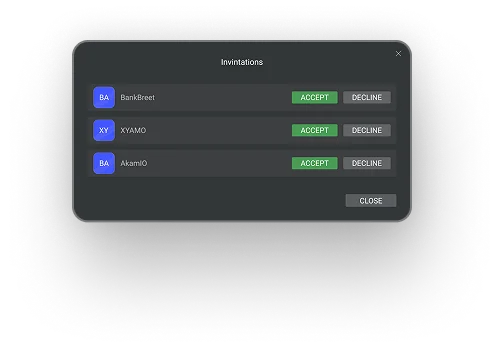 Invintations
BA BankBreet ACCEPT DECLINE
XY XYAMO ACCEPT DECLINE
BA AkamIO ACCEPT DECLINE
CLOSE